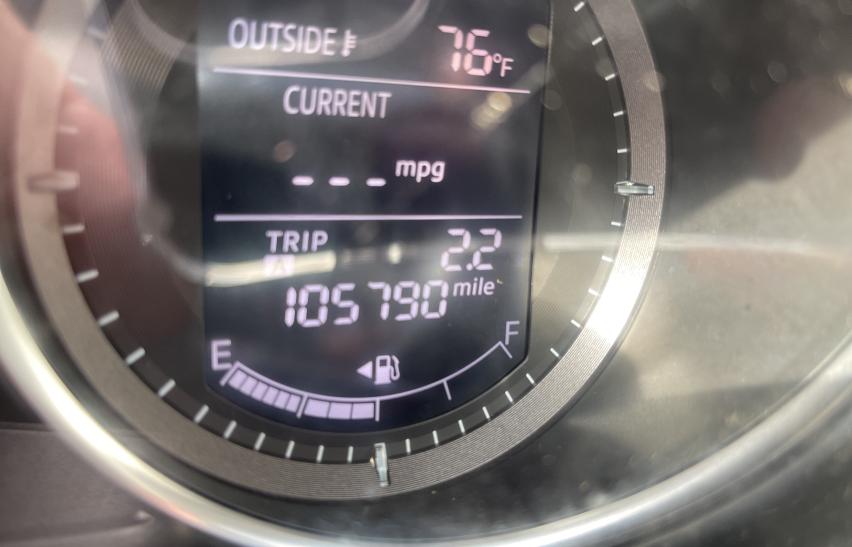 OUTSIDE 76°F
CURRENT
--- mpg
TRIP A 2.2
105790 mile
E F